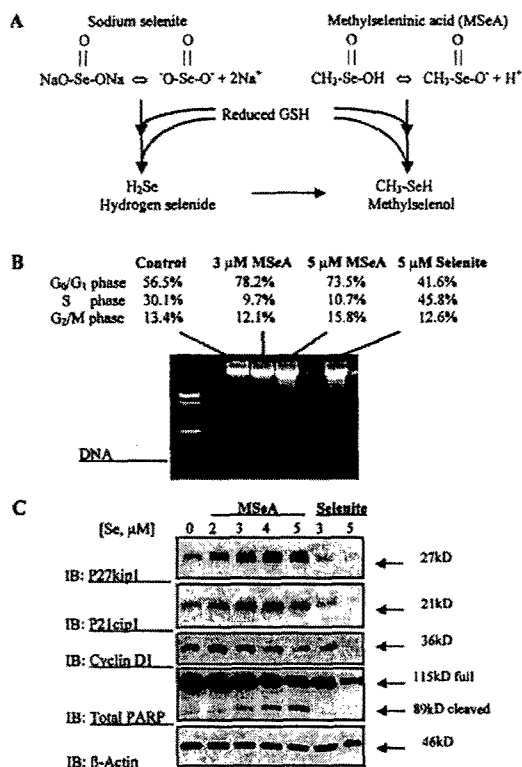 A
Sodium selenite Methylseleninic acid (MSeA)
O O O O
|| || || ||
NaO-Se-ONa ⇔ ⁻O-Se-O⁻ + 2Na⁺ CH₃-Se-OH ⇔ CH₃-Se-O⁻ + H⁺
Reduced GSH
H₂Se CH₃-SeH
Hydrogen selenide Methylselenol
B
Control 3 μM MSeA 5 μM MSeA 5 μM Selenite
G₀/G₁ phase 56.5% 78.2% 73.5% 41.6%
S phase 30.1% 9.7% 10.7% 45.8%
G₂/M phase 13.4% 12.1% 15.8% 12.6%
DNA
C
MSeA Selenite
[Se, μM] 0 2 3 4 5 3 5
27kD
IB: P27kip1
21kD
IB: P21cip1
36kD
IB: Cyclin D1
115kD full
89kD cleaved
IB: Total PARP
46kD
IB: β-Actin